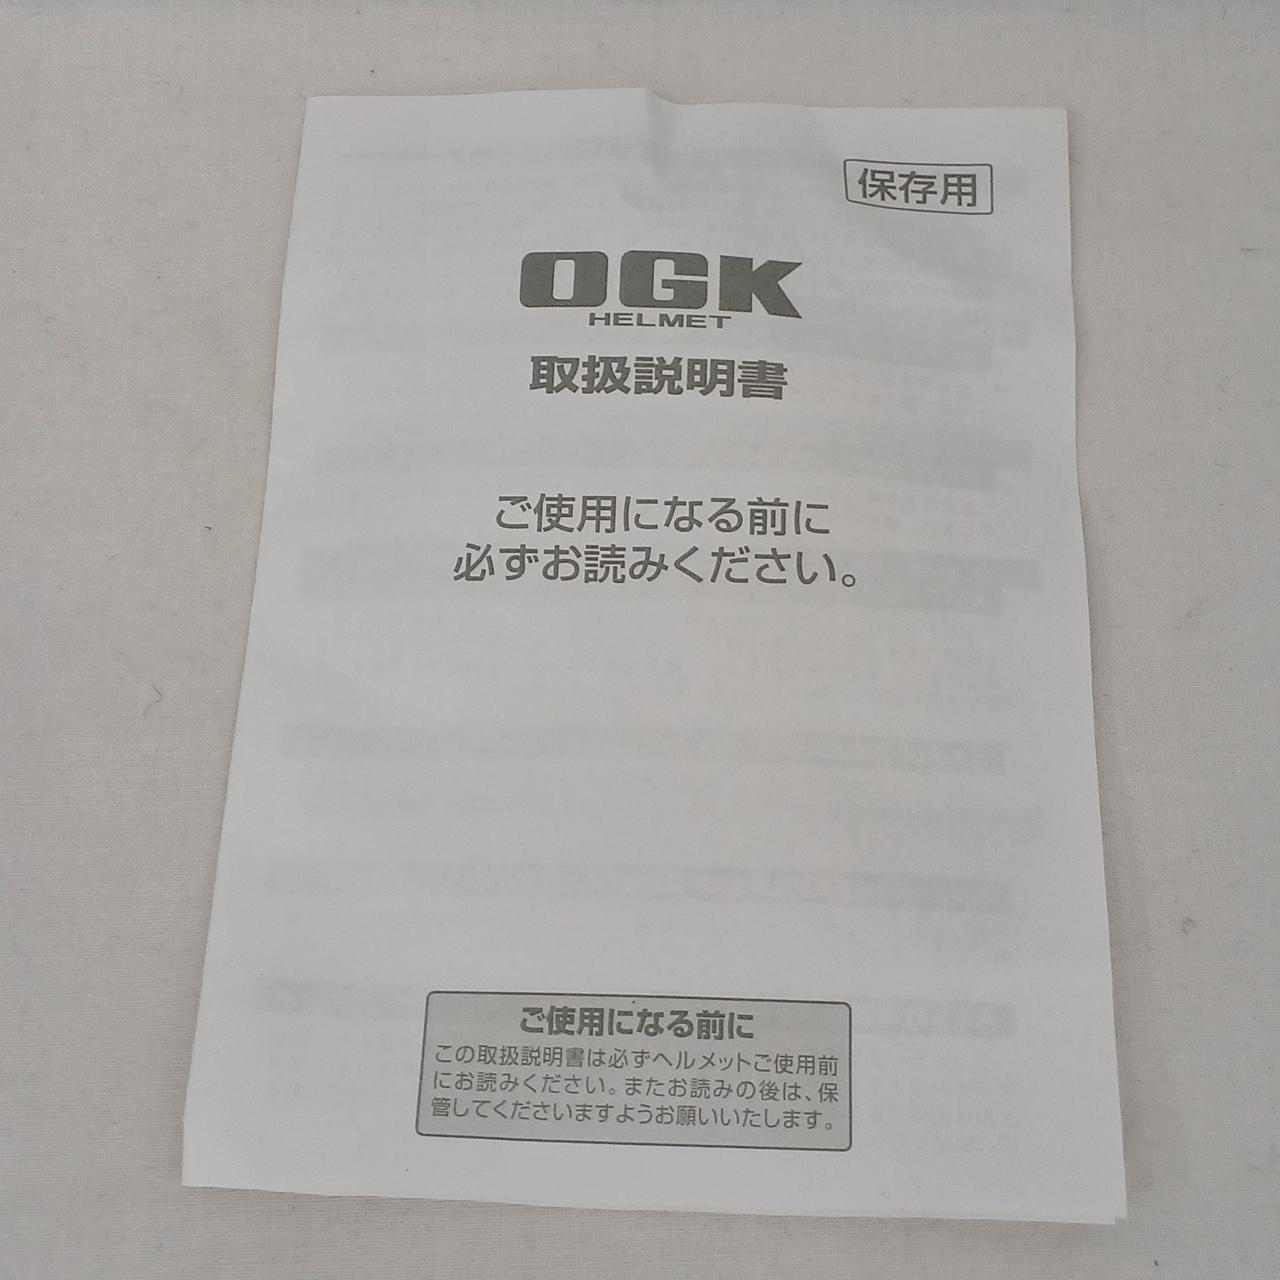 保存用
OGK
HELMET
取扱説明書
ご使用になる前に
必ずお読みください。
ご使用になる前に
この取扱説明書は必ずヘルメットご使用前
にお読みください。またお読みの後は、保
管してくださいますようお願いいたします。